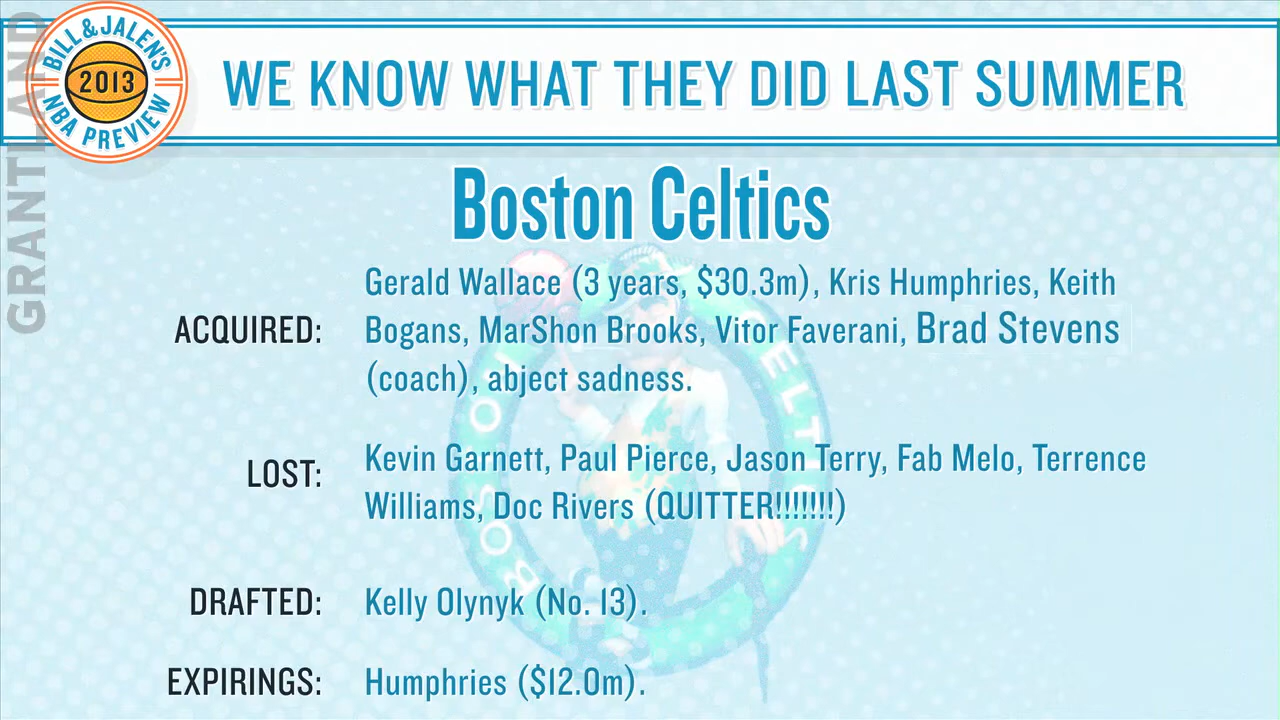 GRANTLAND
BILL & JALEN'S
2013
NBA PREVIEW
WE KNOW WHAT THEY DID LAST SUMMER
Boston Celtics
ACQUIRED:
Gerald Wallace (3 years, $30.3m), Kris Humphries, Keith
Bogans, MarShon Brooks, Vitor Faverani, Brad Stevens
(coach), abject sadness.
LOST:
Kevin Garnett, Paul Pierce, Jason Terry, Fab Melo, Terrence
Williams, Doc Rivers (QUITTER!!!!!!!)
DRAFTED:
Kelly Olynyk (No. 13).
EXPIRINGS:
Humphries ($12.0m).
BOSTON
CELTICS